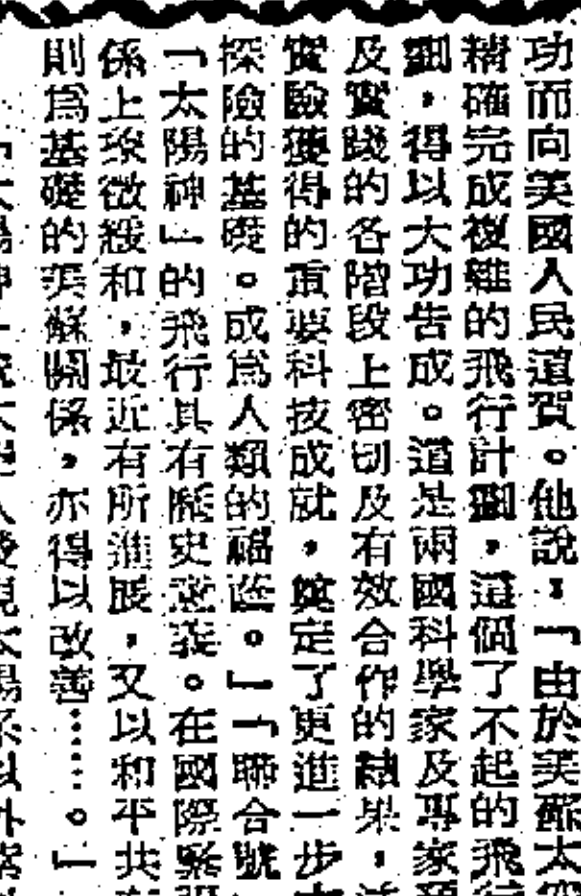 功而向美國人民道賀。他說:「由於美蘇太
精確完成複雜的飛行計劃,這個了不起的飛
劃,得以大功告成。這是兩國科學家及專家
及實踐的各階段上密切及有效合作的結果,
實驗獲得的重要科技成就,奠定了更進一步
探險的基礎。成爲人類的福益。」「聯合號
「太陽神」的飛行具有歷史意義。在國際緊
係上緩和,最近有所進展,又以和平共
則爲基礎的美蘇關係,亦得以改善……。」